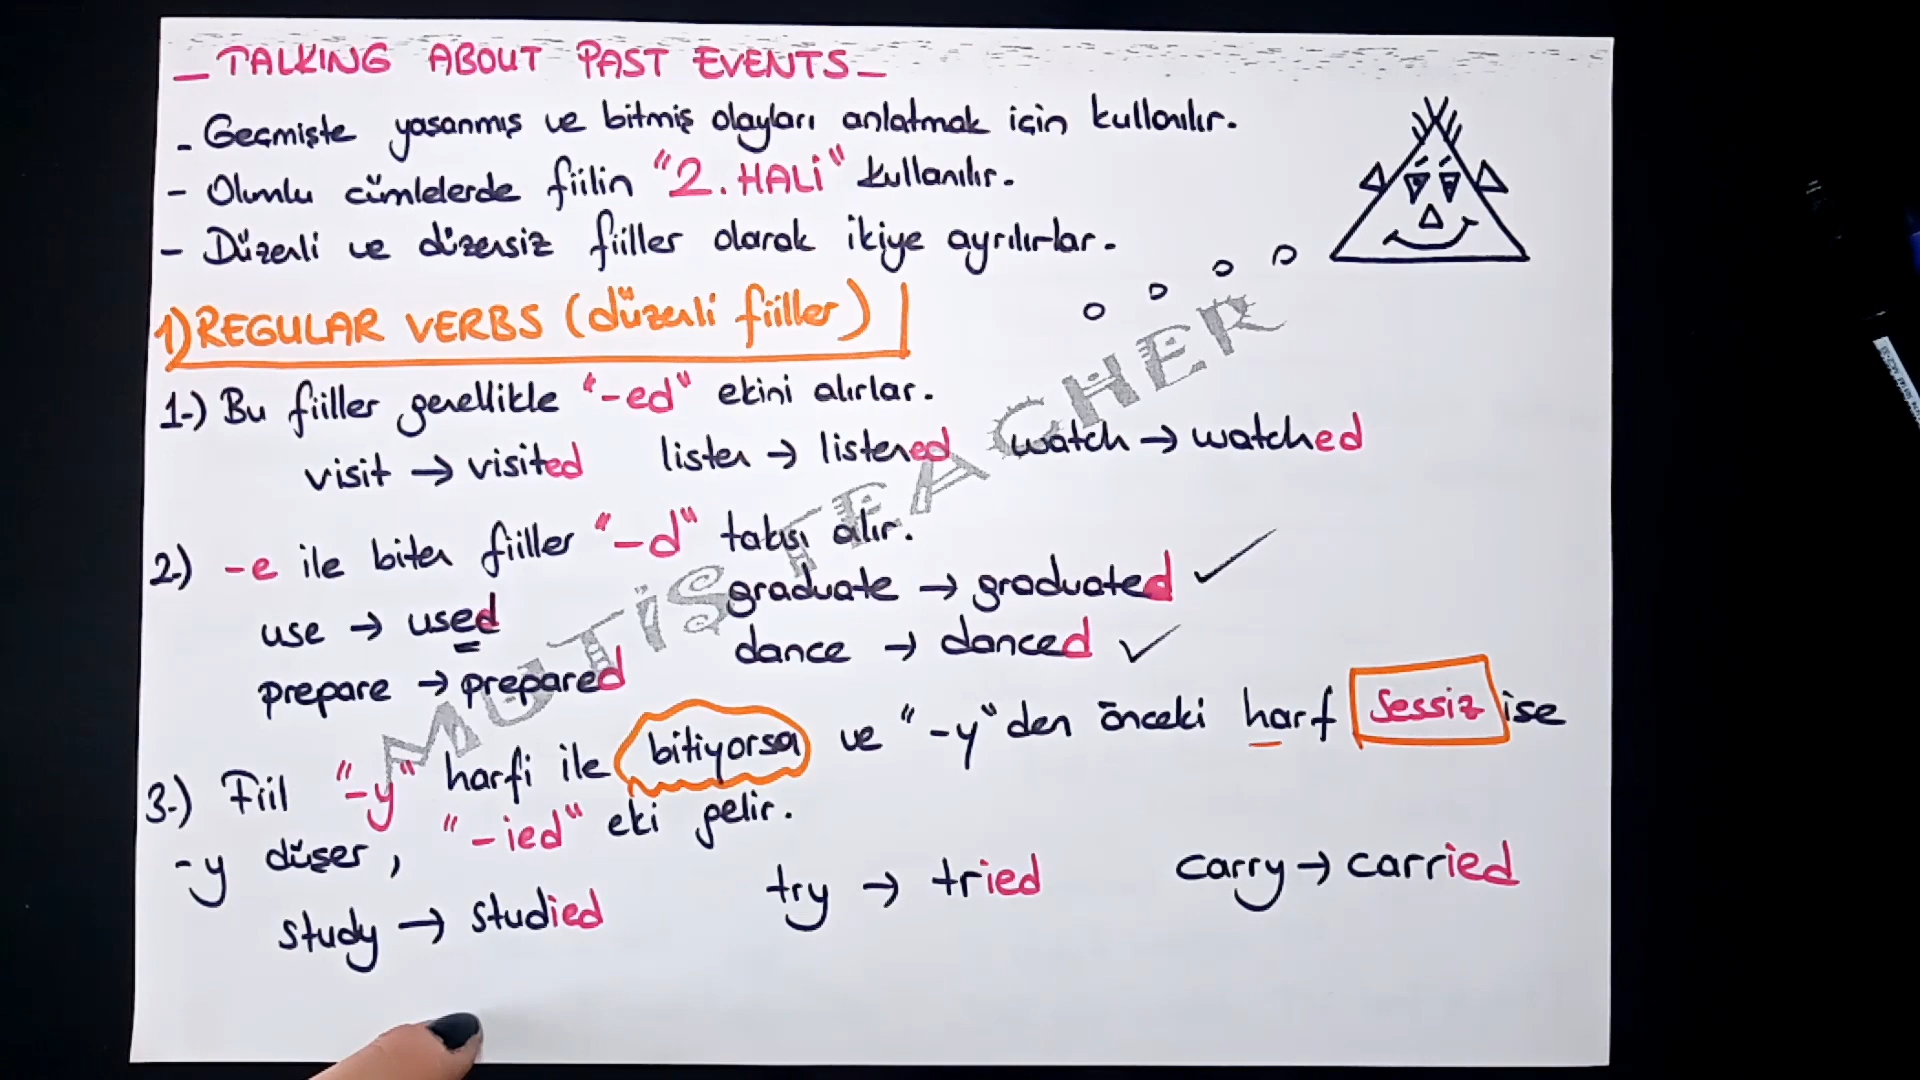 _TALKING ABOUT PAST EVENTS_
- Geçmişte yaşanmış ve bitmiş olayları anlatmak için kullanılır.
- Olumlu cümlelerde fiilin "2. HALİ" kullanılır.
- Düzenli ve düzensiz fiiller olarak ikiye ayrılırlar.
1) REGULAR VERBS (düzenli fiiller)
1-) Bu fiiller genellikle "-ed" ekini alırlar.
visit → visited listen → listened watch → watched
2-) -e ile biten fiiller "-d" takısı alır.
use → used graduate → graduated
prepare → prepared dance → danced
3-) Fiil "-y" harfi ile bitiyorsa ve "-y" den önceki harf sessiz ise
-y düşer, "-ied" eki gelir.
study → studied try → tried carry → carried
MUTİŞ TEACHER